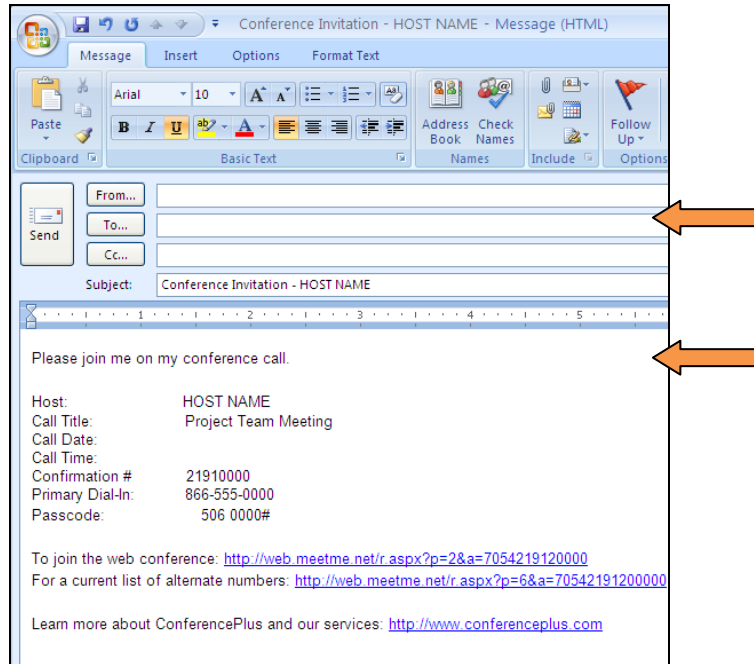 Conference Invitation - HOST NAME - Message (HTML)
Message Insert Options Format Text
Paste
Arial 10
B I U
Address Book
Check Names
Follow Up
Clipboard Basic Text Names Include Options
Send
From...
To...
Cc...
Subject: Conference Invitation - HOST NAME
1 2 3 4 5
Please join me on my conference call.
Host: HOST NAME
Call Title: Project Team Meeting
Call Date:
Call Time:
Confirmation # 21910000
Primary Dial-In: 866-555-0000
Passcode: 506 0000#
To join the web conference: http://web.meetme.net/r.aspx?p=2&a=7054219120000
For a current list of alternate numbers: http://web.meetme.net/r.aspx?p=6&a=70542191200000
Learn more about ConferencePlus and our services: http://www.conferenceplus.com